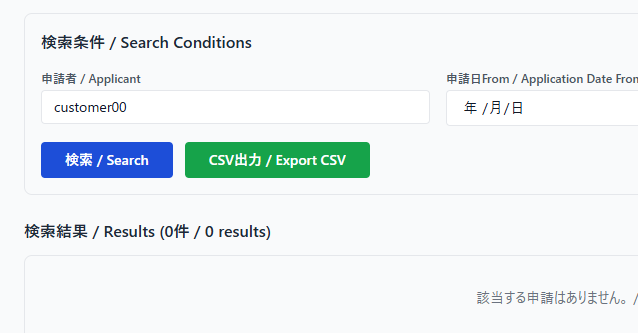 検索条件 / Search Conditions
申請者 / Applicant
申請日From / Application Date From
customer00
年 /月/日
検索 / Search
CSV出力 / Export CSV
検索結果 / Results (0件 / 0 results)
該当する申請はありません。 /